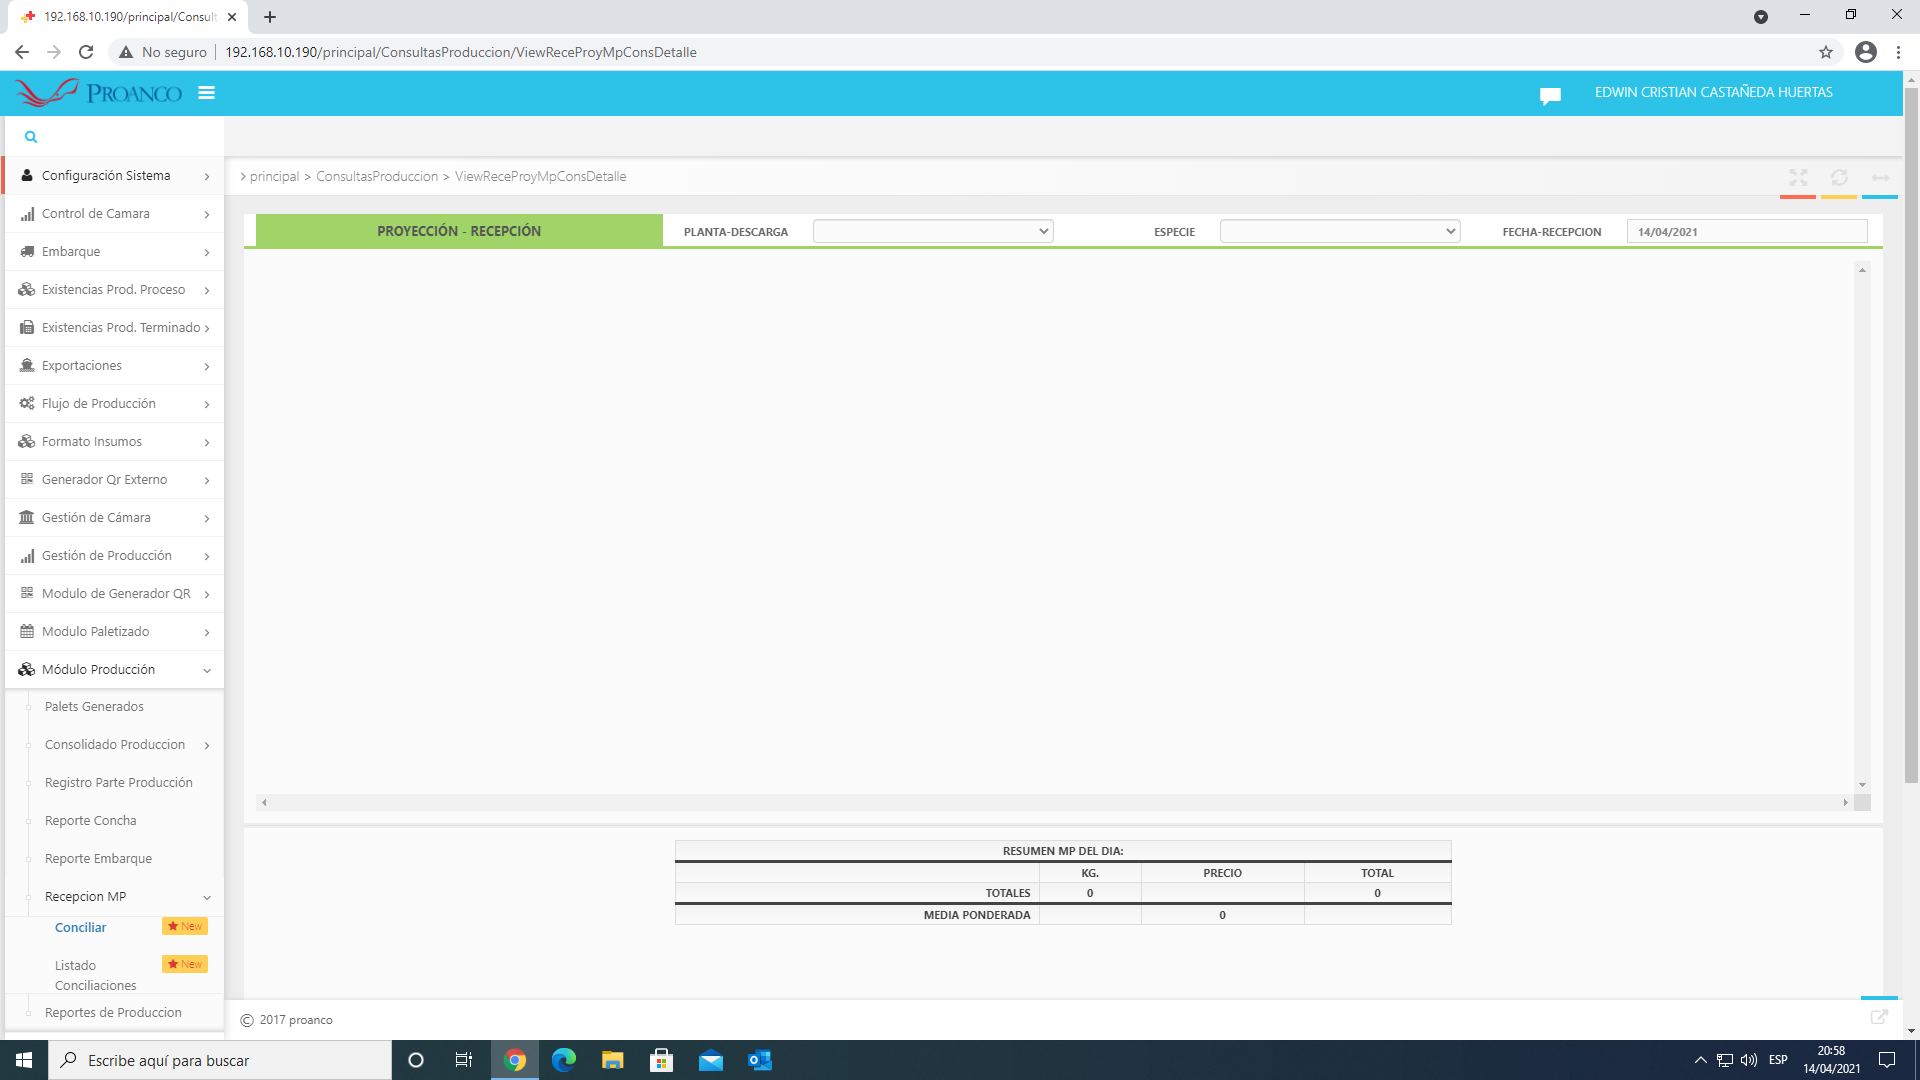 192.168.10.190/principal/Consult
No seguro
192.168.10.190/principal/ConsultasProduccion/ViewReceProyMpConsDetalle
PROANCO
EDWIN CRISTIAN CASTAÑEDA HUERTAS
Configuración Sistema
Control de Camara
Embarque
Existencias Prod. Proceso
Existencias Prod. Terminado
Exportaciones
Flujo de Producción
Formato Insumos
Generador Qr Externo
Gestión de Cámara
Gestión de Producción
Modulo de Generador QR
Modulo Paletizado
Módulo Producción
Palets Generados
Consolidado Produccion
Registro Parte Producción
Reporte Concha
Reporte Embarque
Recepcion MP
Conciliar
New
Listado
Conciliaciones
New
Reportes de Produccion
> principal > ConsultasProduccion > ViewReceProyMpConsDetalle
PROYECCIÓN - RECEPCIÓN
PLANTA-DESCARGA
ESPECIE
FECHA-RECEPCION
14/04/2021
RESUMEN MP DEL DIA:
KG. PRECIO TOTAL
TOTALES 0 0
MEDIA PONDERADA 0
© 2017 proanco
Escribe aquí para buscar
ESP
20:58
14/04/2021